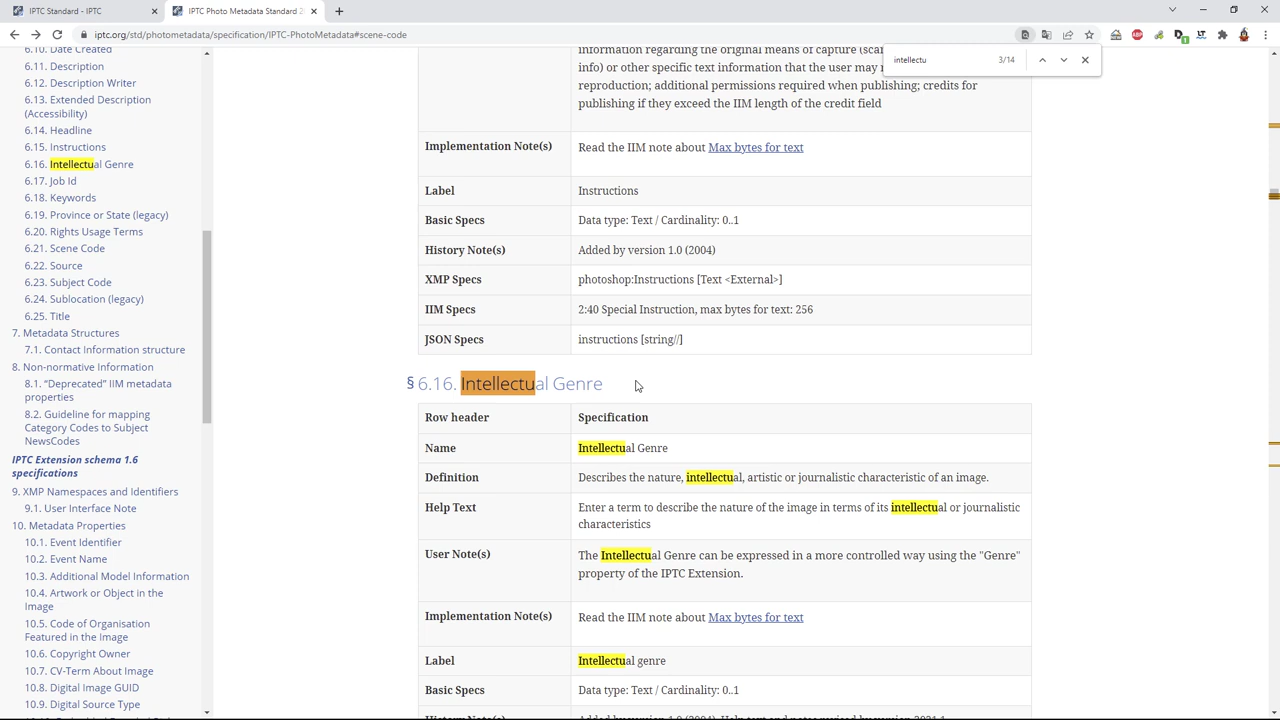 IPTC Standard - IPTC
IPTC Photo Metadata Standard 2
iptc.org/std/photometadata/specification/IPTC-PhotoMetadata#scene-code
intellectu 3/14
6.10. Date Created
6.11. Description
6.12. Description Writer
6.13. Extended Description
(Accessibility)
6.14. Headline
6.15. Instructions
6.16. Intellectual Genre
6.17. Job Id
6.18. Keywords
6.19. Province or State (legacy)
6.20. Rights Usage Terms
6.21. Scene Code
6.22. Source
6.23. Subject Code
6.24. Sublocation (legacy)
6.25. Title
7. Metadata Structures
7.1. Contact Information structure
8. Non-normative Information
8.1. “Deprecated” IIM metadata
properties
8.2. Guideline for mapping
Category Codes to Subject
NewsCodes
IPTC Extension schema 1.6
specifications
9. XMP Namespaces and Identifiers
9.1. User Interface Note
10. Metadata Properties
10.1. Event Identifier
10.2. Event Name
10.3. Additional Model Information
10.4. Artwork or Object in the
Image
10.5. Code of Organisation
Featured in the Image
10.6. Copyright Owner
10.7. CV-Term About Image
10.8. Digital Image GUID
10.9. Digital Source Type
information regarding the original means of capture (scan
info) or other specific text information that the user may n
reproduction; additional permissions required when publishing; credits for
publishing if they exceed the IIM length of the credit field
Implementation Note(s) Read the IIM note about Max bytes for text
Label Instructions
Basic Specs Data type: Text / Cardinality: 0..1
History Note(s) Added by version 1.0 (2004)
XMP Specs photoshop:Instructions [Text <External>]
IIM Specs 2:40 Special Instruction, max bytes for text: 256
JSON Specs instructions [string//]
§ 6.16. Intellectual Genre
Row header Specification
Name Intellectual Genre
Definition Describes the nature, intellectual, artistic or journalistic characteristic of an image.
Help Text Enter a term to describe the nature of the image in terms of its intellectual or journalistic
characteristics
User Note(s) The Intellectual Genre can be expressed in a more controlled way using the "Genre"
property of the IPTC Extension.
Implementation Note(s) Read the IIM note about Max bytes for text
Label Intellectual genre
Basic Specs Data type: Text / Cardinality: 0..1